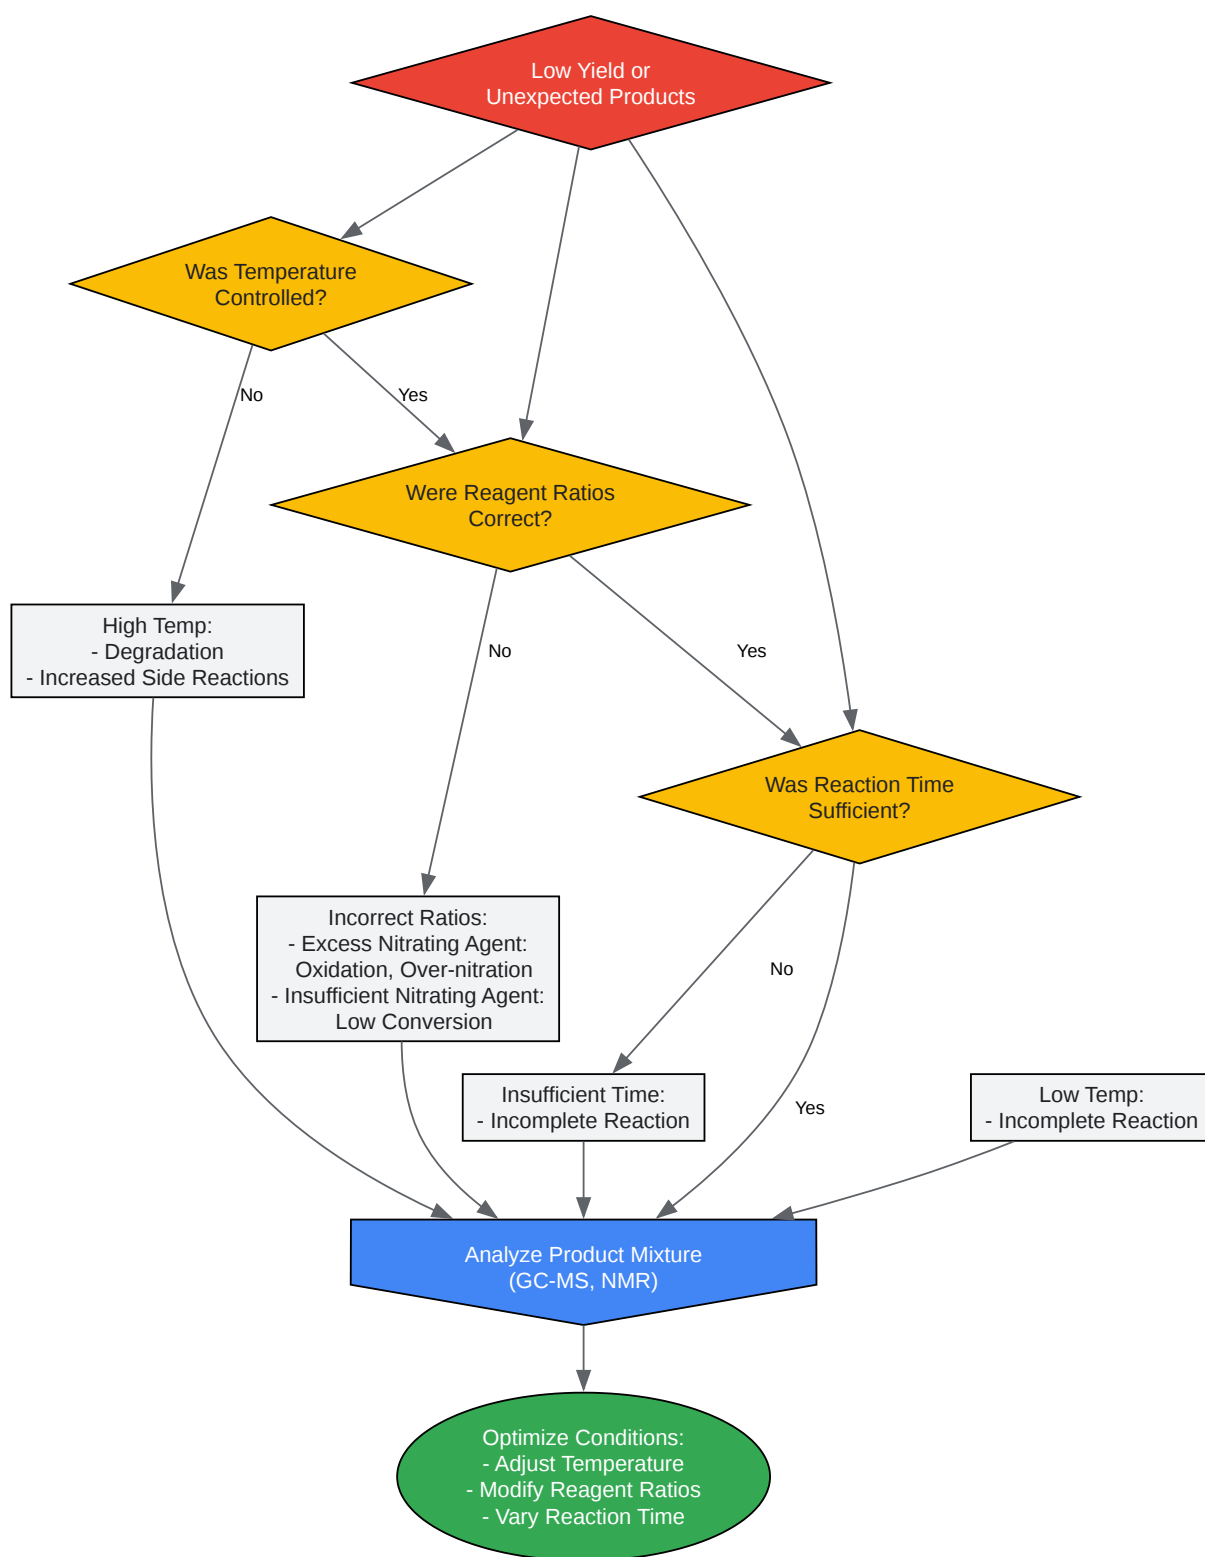 Low Yield or
Unexpected Products
Was Temperature
Controlled?
No
Yes
Were Reagent Ratios
Correct?
High Temp:
- Degradation
- Increased Side Reactions
No
Yes
Was Reaction Time
Sufficient?
Incorrect Ratios:
- Excess Nitrating Agent:
Oxidation, Over-nitration
- Insufficient Nitrating Agent:
Low Conversion
No
Insufficient Time:
- Incomplete Reaction
Yes
Low Temp:
- Incomplete Reaction
Analyze Product Mixture
(GC-MS, NMR)
Optimize Conditions:
- Adjust Temperature
- Modify Reagent Ratios
- Vary Reaction Time